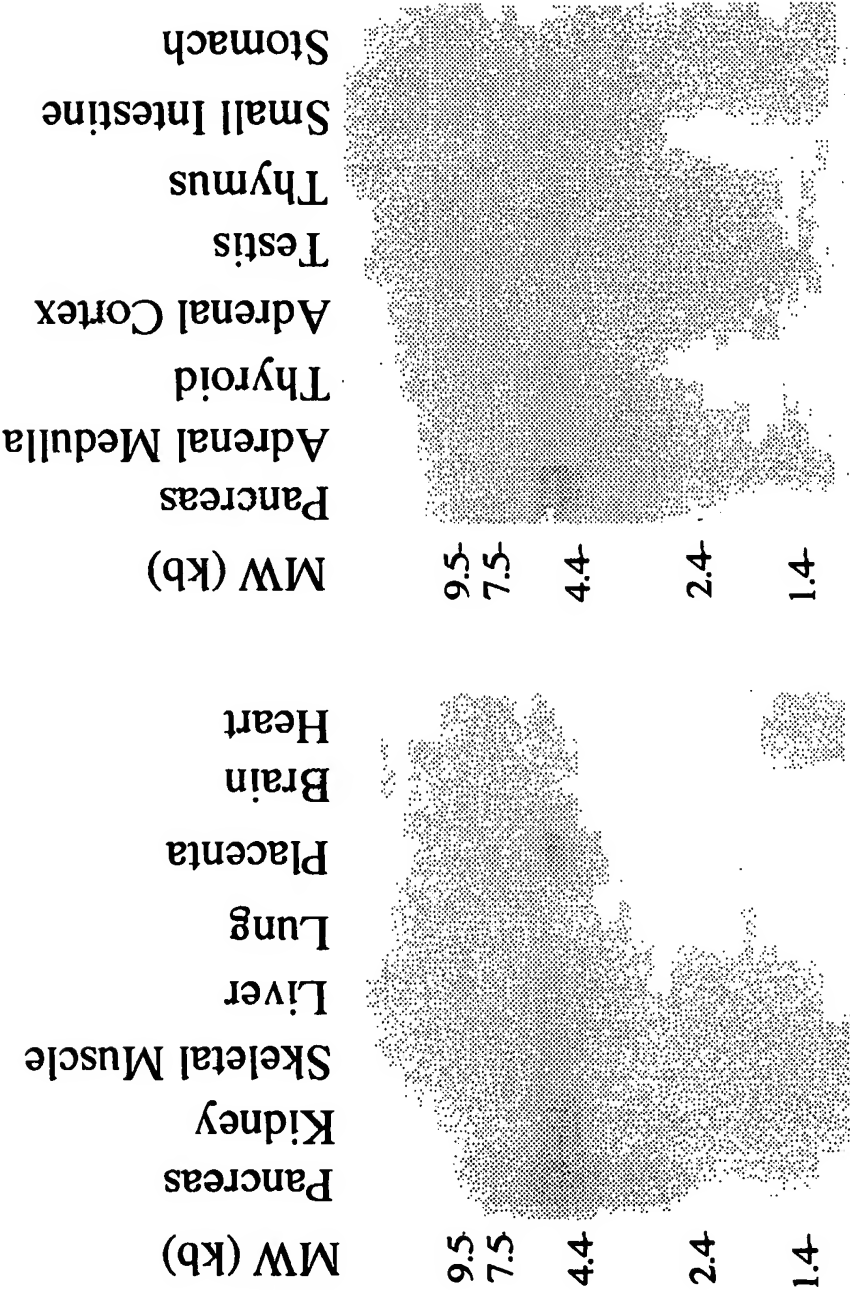 Stomach
Small Intestine
Thymus
Testis
Adrenal Cortex
Thyroid
Adrenal Medulla
Pancreas
MW (kb)
9.5-
7.5-
4.4-
2.4-
1.4-
Heart
Brain
Placenta
Lung
Liver
Skeletal Muscle
Kidney
Pancreas
MW (kb)
9.5-
7.5-
4.4-
2.4-
1.4-